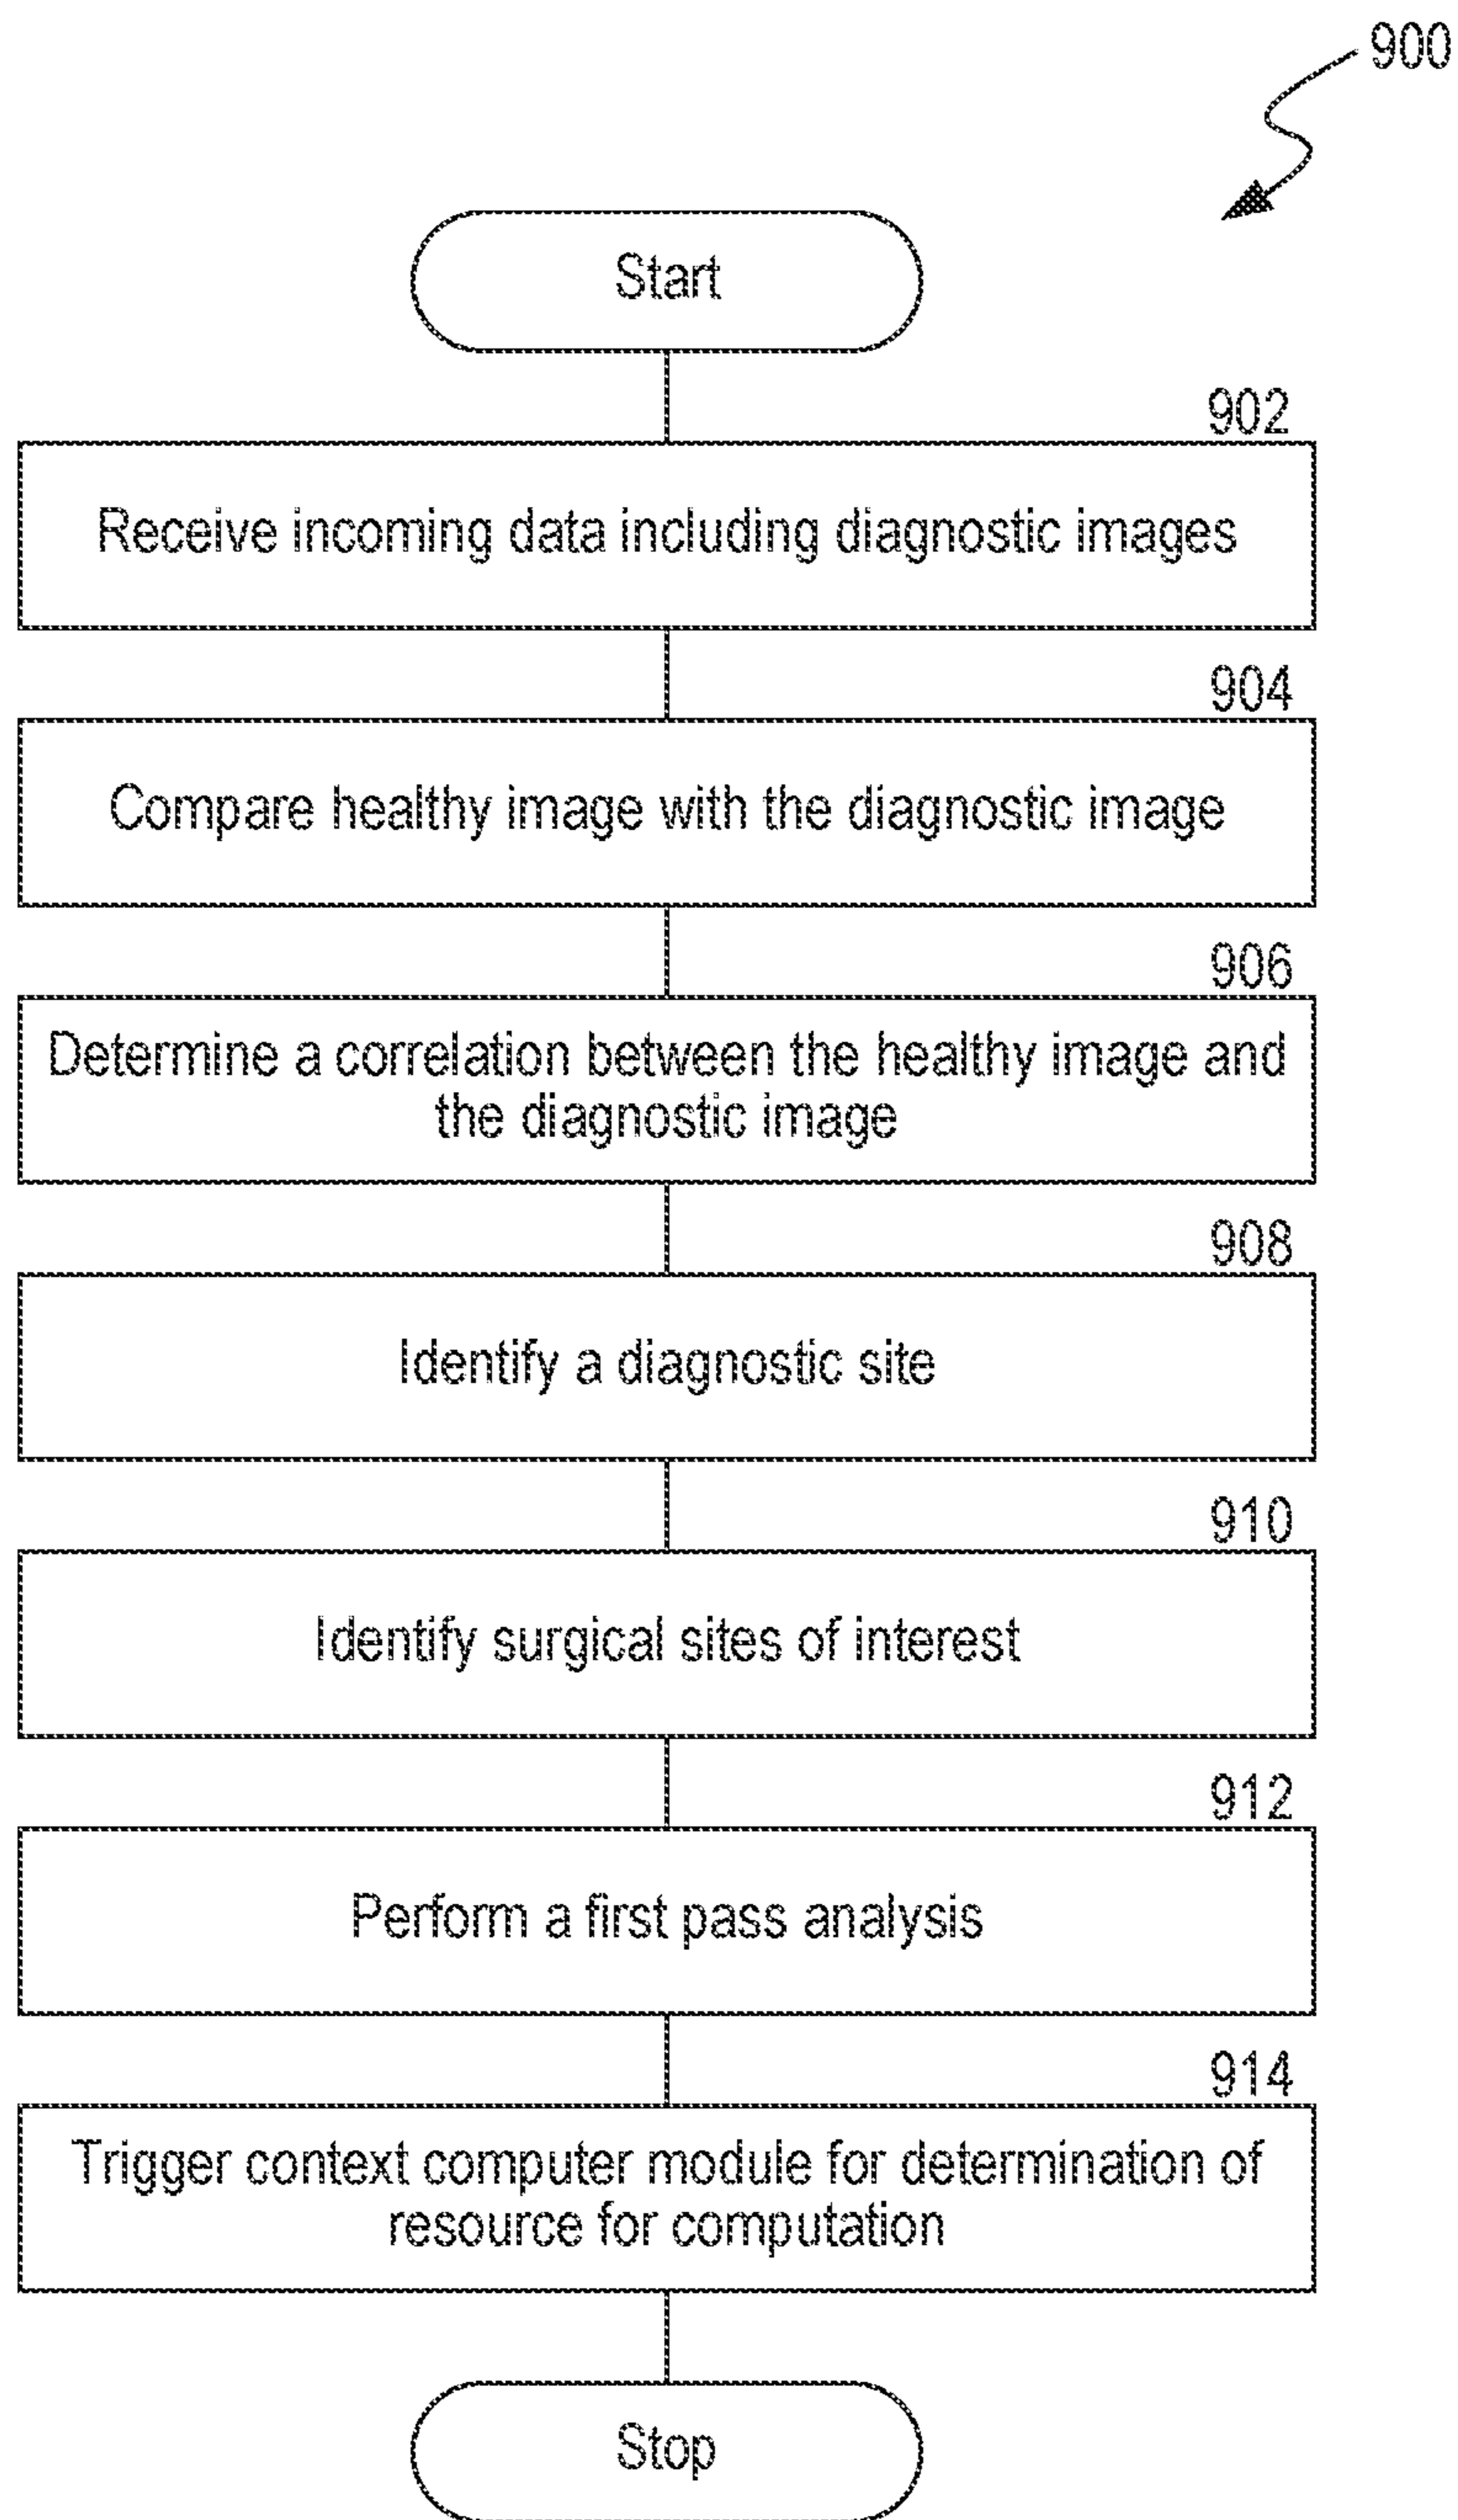 900
Start
902
Receive incoming data including diagnostic images
904
Compare healthy image with the diagnostic image
906
Determine a correlation between the healthy image and
the diagnostic image
908
Identify a diagnostic site
910
Identify surgical sites of interest
912
Perform a first pass analysis
914
Trigger context computer module for determination of
resource for computation
Stop